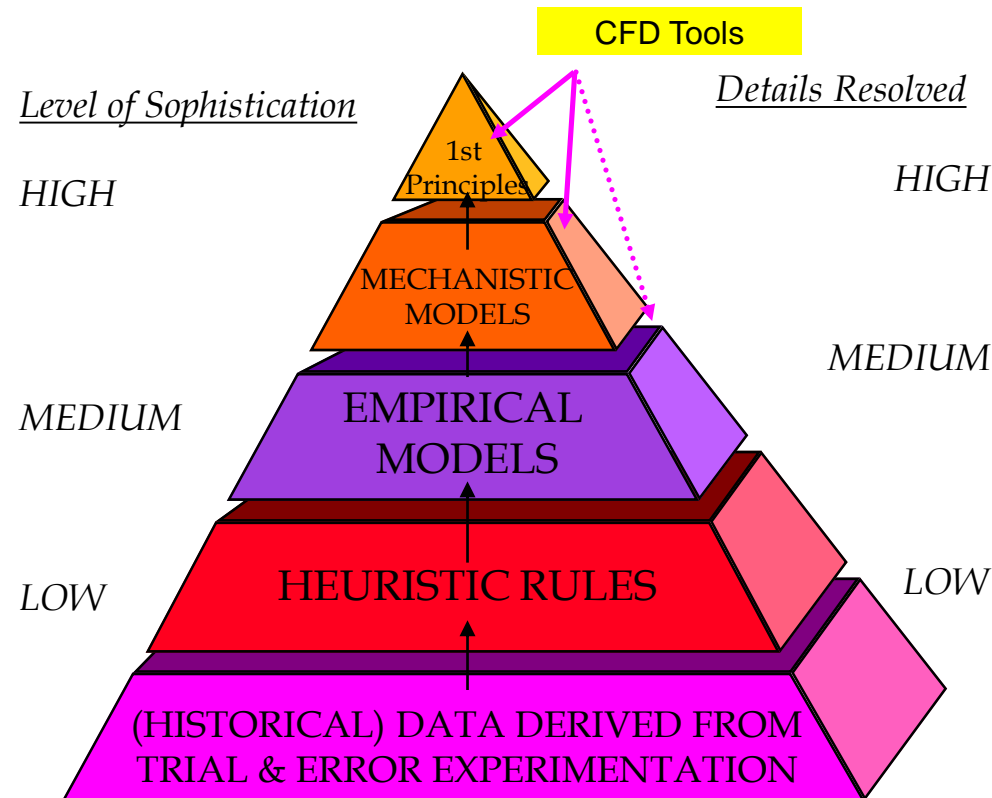 CFD Tools
Level of Sophistication
Details Resolved
1st
Principles
HIGH
HIGH
MECHANISTIC
MODELS
MEDIUM
MEDIUM
EMPIRICAL
MODELS
HEURISTIC RULES
LOW
LOW
(HISTORICAL) DATA DERIVED FROM
TRIAL & ERROR EXPERIMENTATION